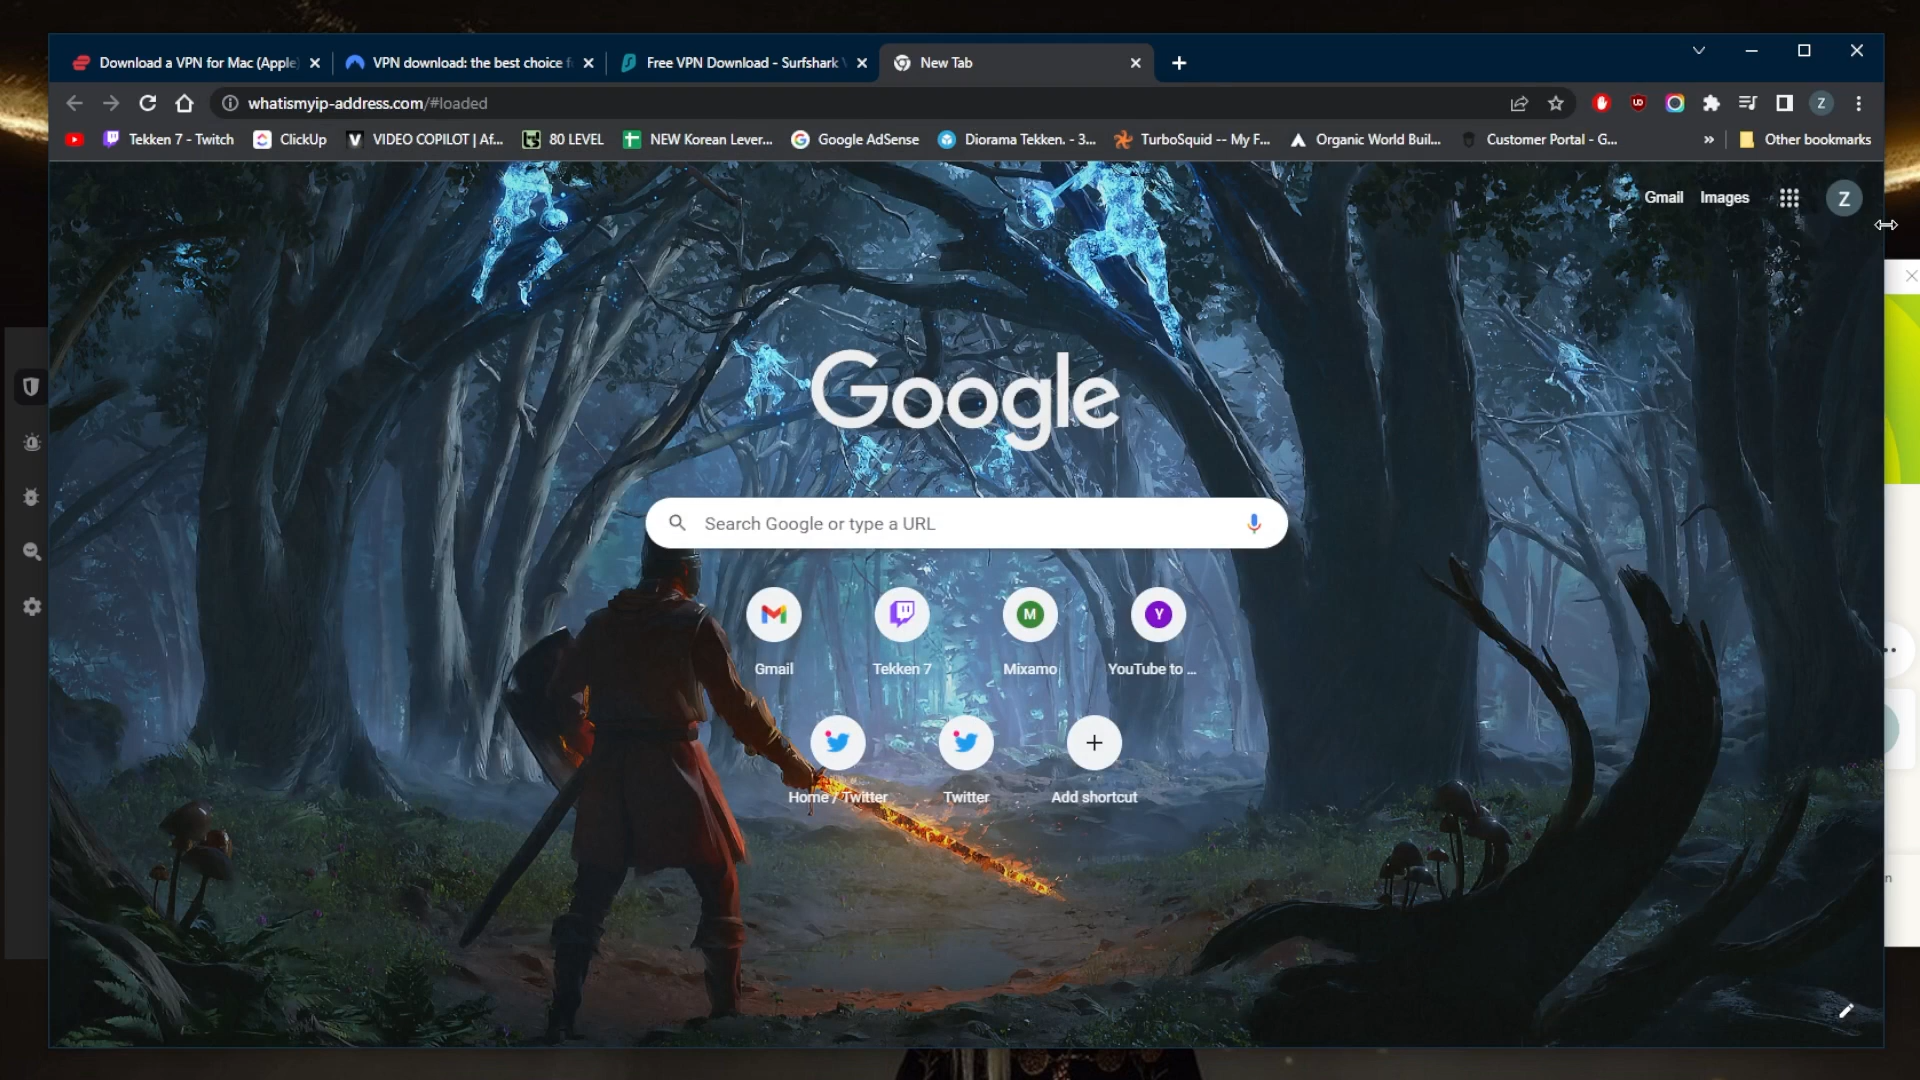 Download a VPN for Mac (Apple)
VPN download: the best choice f
Free VPN Download - Surfshark
New Tab
whatismyip-address.com/#loaded
Z
Tekken 7 - Twitch
ClickUp
VIDEO COPILOT | Af...
80 LEVEL
NEW Korean Lever...
Google AdSense
Diorama Tekken. - 3...
TurboSquid -- My F...
Organic World Buil...
Customer Portal - G...
»
Other bookmarks
Gmail
Images
Z
Google
Search Google or type a URL
M
Y
Gmail
Tekken 7
Mixamo
YouTube to ...
Home / Twitter
Twitter
Add shortcut